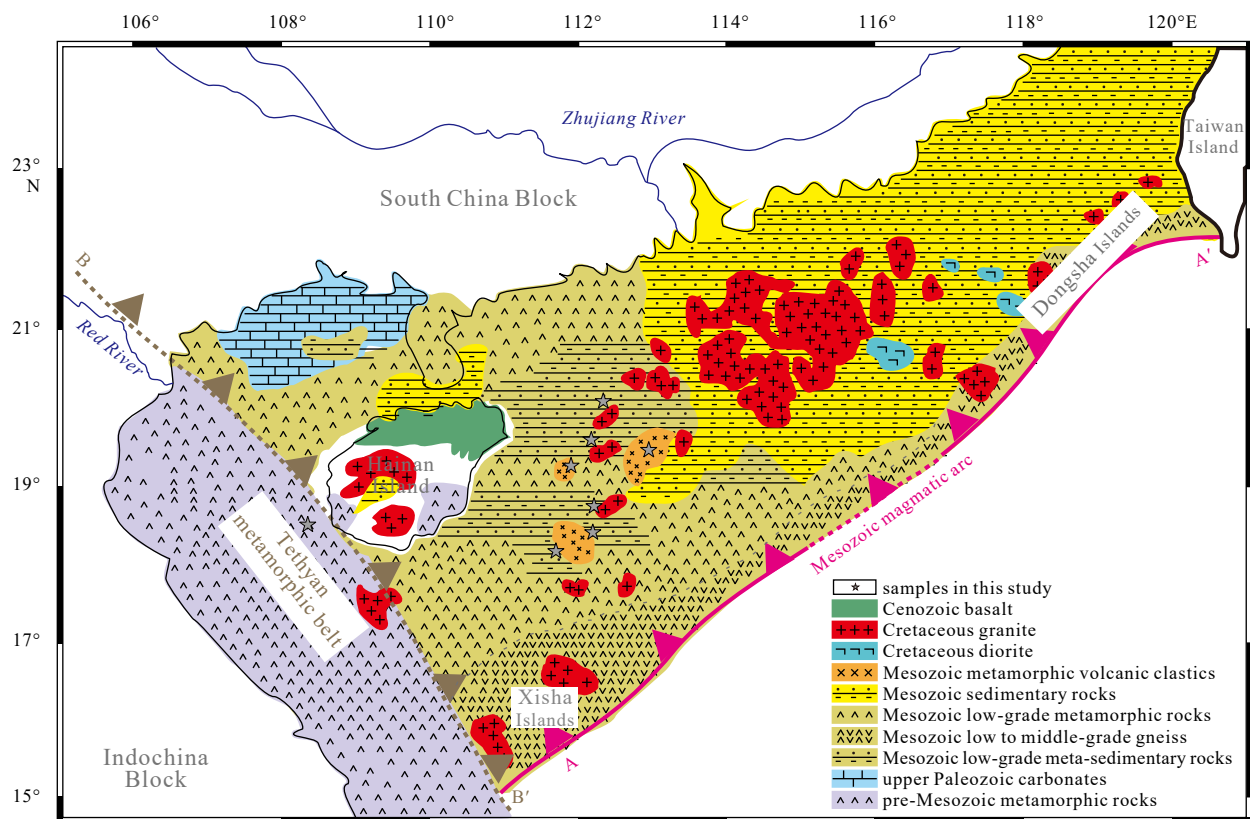 106°
108°
110°
112°
114°
116°
118°
120°E
Zhujiang River
Taiwan
Island
23°
N
South China Block
B
Dongsha Islands
A′
Red River
21°
Hainan
Island
19°
Mesozoic magmatic arc
Tethyan
metamorphic belt
17°
Xisha
Islands
A
Indochina
Block
15°
B′
samples in this study
Cenozoic basalt
Cretaceous granite
Cretaceous diorite
Mesozoic metamorphic volcanic clastics
Mesozoic sedimentary rocks
Mesozoic low-grade metamorphic rocks
Mesozoic low to middle-grade gneiss
Mesozoic low-grade meta-sedimentary rocks
upper Paleozoic carbonates
pre-Mesozoic metamorphic rocks